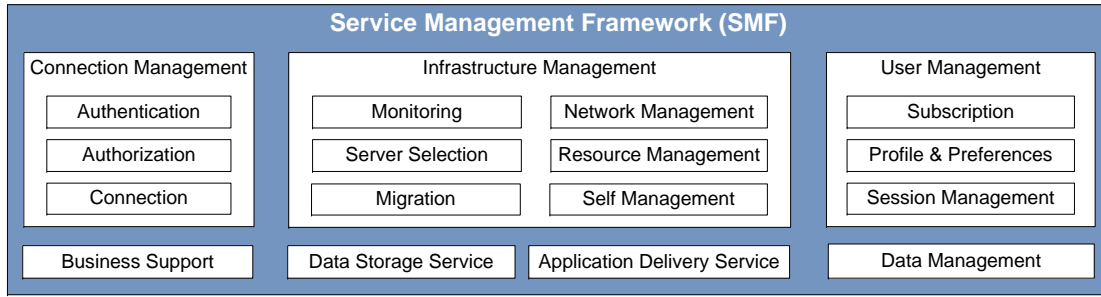 Service Management Framework (SMF)
Connection Management
Authentication
Authorization
Connection
Infrastructure Management
Monitoring
Network Management
Server Selection
Resource Management
Migration
Self Management
User Management
Subscription
Profile & Preferences
Session Management
Business Support
Data Storage Service
Application Delivery Service
Data Management